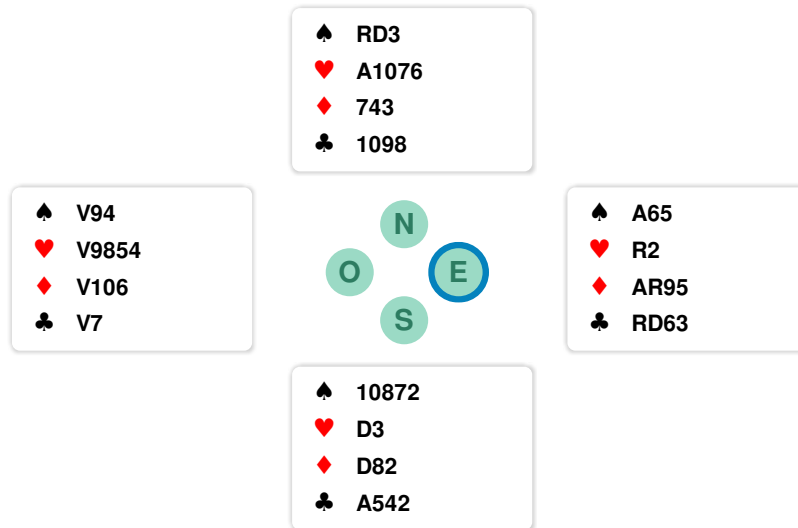 ♠ RD3
♥ A1076
♦ 743
♣ 1098
♠ V94
♥ V9854
♦ V106
♣ V7
N
O E
S
♠ A65
♥ R2
♦ AR95
♣ RD63
♠ 10872
♥ D3
♦ D82
♣ A542